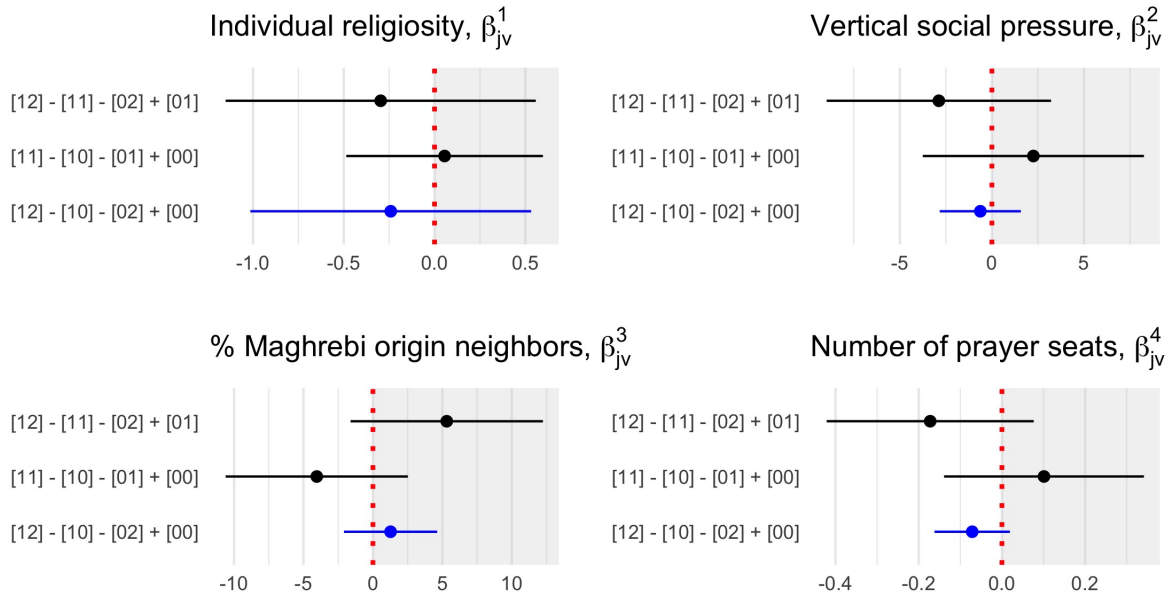 Individual religiosity, β¹ⱼᵥ
[12] - [11] - [02] + [01]
[11] - [10] - [01] + [00]
[12] - [10] - [02] + [00]
-1.0 -0.5 0.0 0.5
Vertical social pressure, β²ⱼᵥ
[12] - [11] - [02] + [01]
[11] - [10] - [01] + [00]
[12] - [10] - [02] + [00]
-5 0 5
% Maghrebi origin neighbors, β³ⱼᵥ
[12] - [11] - [02] + [01]
[11] - [10] - [01] + [00]
[12] - [10] - [02] + [00]
-10 -5 0 5 10
Number of prayer seats, β⁴ⱼᵥ
[12] - [11] - [02] + [01]
[11] - [10] - [01] + [00]
[12] - [10] - [02] + [00]
-0.4 -0.2 0.0 0.2